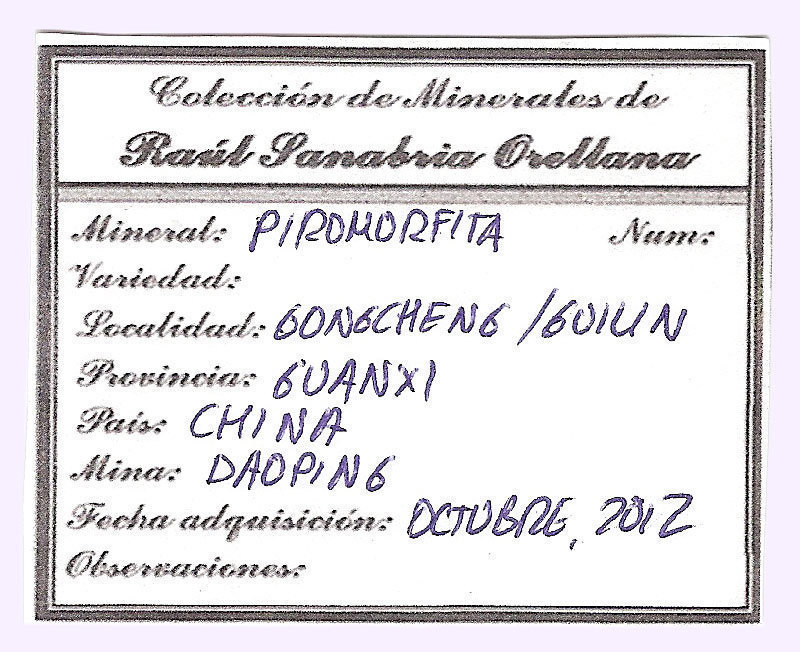 Colección de Minerales de
Raúl Sanabria Orellana
Mineral: PIROMORFITA Num:
Variedad:
Localidad: GONGCHENG / GUILIN
Provincia: GUANXI
País: CHINA
Mina: DAOPING
Fecha adquisición: OCTUBRE, 2012
Observaciones: